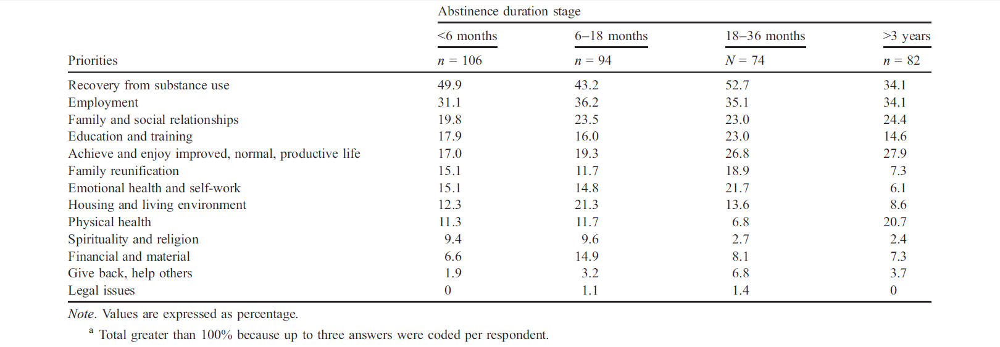 Abstinence duration stage
<6 months 6–18 months 18–36 months >3 years
Priorities n = 106 n = 94 N = 74 n = 82
Recovery from substance use 49.9 43.2 52.7 34.1
Employment 31.1 36.2 35.1 34.1
Family and social relationships 19.8 23.5 23.0 24.4
Education and training 17.9 16.0 23.0 14.6
Achieve and enjoy improved, normal, productive life 17.0 19.3 26.8 27.9
Family reunification 15.1 11.7 18.9 7.3
Emotional health and self-work 15.1 14.8 21.7 6.1
Housing and living environment 12.3 21.3 13.6 8.6
Physical health 11.3 11.7 6.8 20.7
Spirituality and religion 9.4 9.6 2.7 2.4
Financial and material 6.6 14.9 8.1 7.3
Give back, help others 1.9 3.2 6.8 3.7
Legal issues 0 1.1 1.4 0
Note. Values are expressed as percentage.
a Total greater than 100% because up to three answers were coded per respondent.